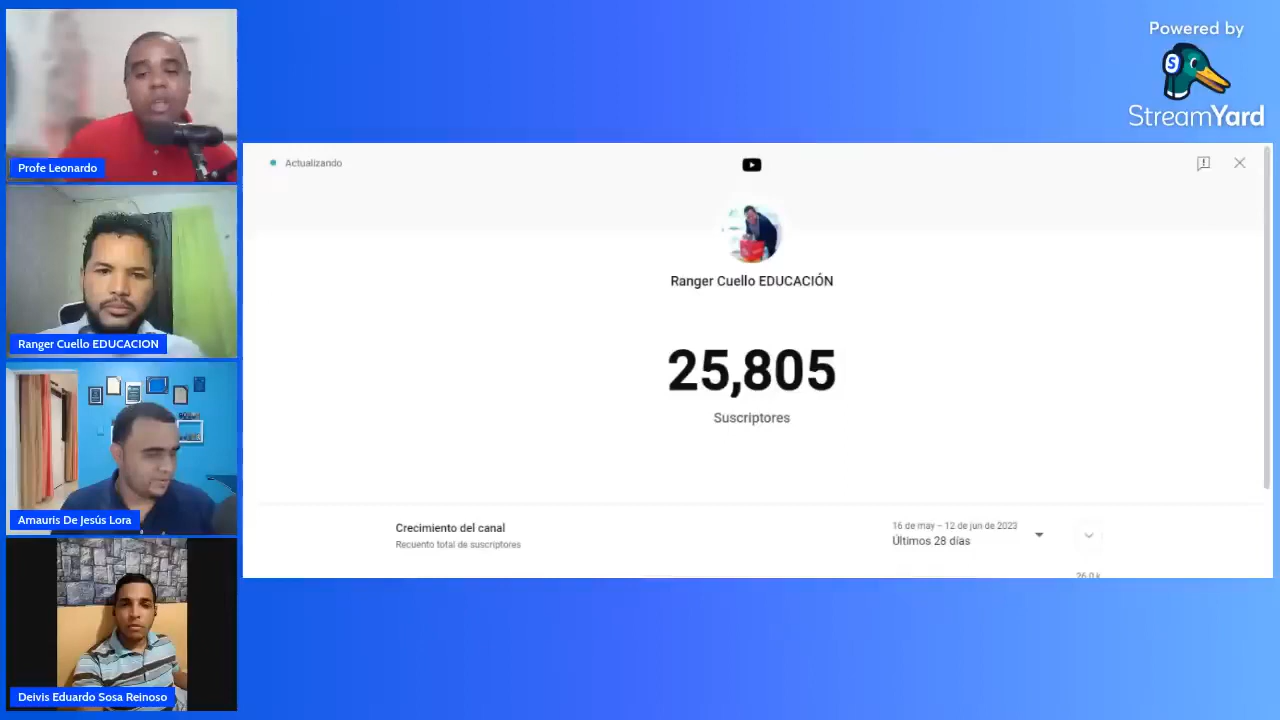 Powered by
StreamYard
Profe Leonardo
Ranger Cuello EDUCACION
Amauris De Jesús Lora
Deivis Eduardo Sosa Reinoso
Actualizando
Ranger Cuello EDUCACIÓN
25,805
Suscriptores
Crecimiento del canal
Recuento total de suscriptores
16 de may – 12 de jun de 2023
Últimos 28 días
26.0 k